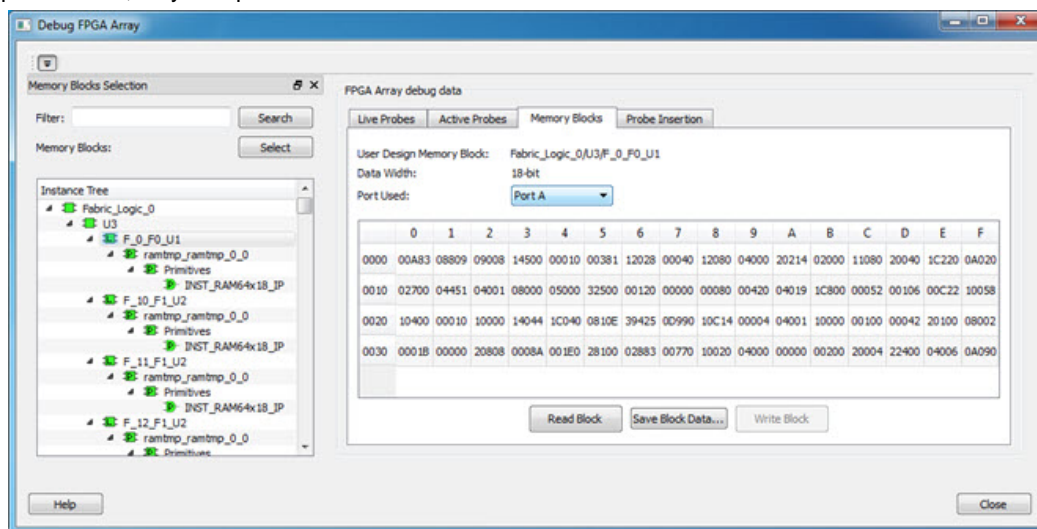 Debug FPGA Array
Memory Blocks Selection
Filter: Search
Memory Blocks: Select
Instance Tree
Fabric_Logic_0
U3
F_0_F0_U1
ramtmp_ramtmp_0_0
Primitives
INST_RAM64x18_IP
F_10_F1_U2
ramtmp_ramtmp_0_0
Primitives
INST_RAM64x18_IP
F_11_F1_U2
ramtmp_ramtmp_0_0
Primitives
INST_RAM64x18_IP
F_12_F1_U2
ramtmp_ramtmp_0_0
Primitives
FPGA Array debug data
Live Probes Active Probes Memory Blocks Probe Insertion
User Design Memory Block: Fabric_Logic_0/U3/F_0_F0_U1
Data Width: 18-bit
Port Used: Port A
0 1 2 3 4 5 6 7 8 9 A B C D E F
0000 00A83 08809 09008 14500 00010 00381 12028 00040 12080 04000 20214 02000 11080 20040 1C220 0A020
0010 02700 04451 04001 08000 05000 32500 00120 00000 00080 00420 04019 1C800 00052 00106 00C22 10058
0020 10400 00010 10000 14044 1C040 0810E 39425 0D990 10C14 00004 04001 10000 00100 00042 20100 08002
0030 0001B 00000 20808 0008A 001E0 28100 02883 00770 10020 04000 00000 00200 20004 22400 04006 0A090
Read Block Save Block Data... Write Block
Help Close